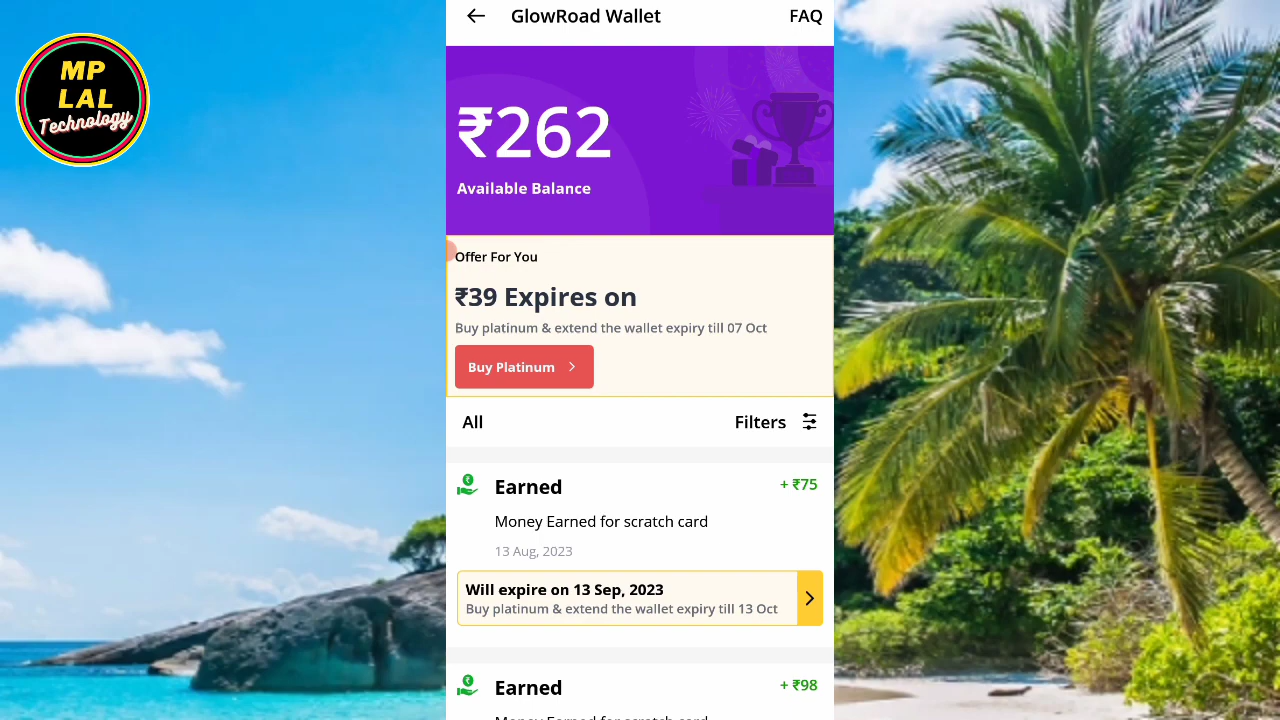 MP
LAL
Technology
GlowRoad Wallet
FAQ
₹262
Available Balance
Offer For You
₹39 Expires on
Buy platinum & extend the wallet expiry till 07 Oct
Buy Platinum
All
Filters
Earned
+ ₹75
Money Earned for scratch card
13 Aug, 2023
Will expire on 13 Sep, 2023
Buy platinum & extend the wallet expiry till 13 Oct
Earned
+ ₹98
Money Earned for scratch card